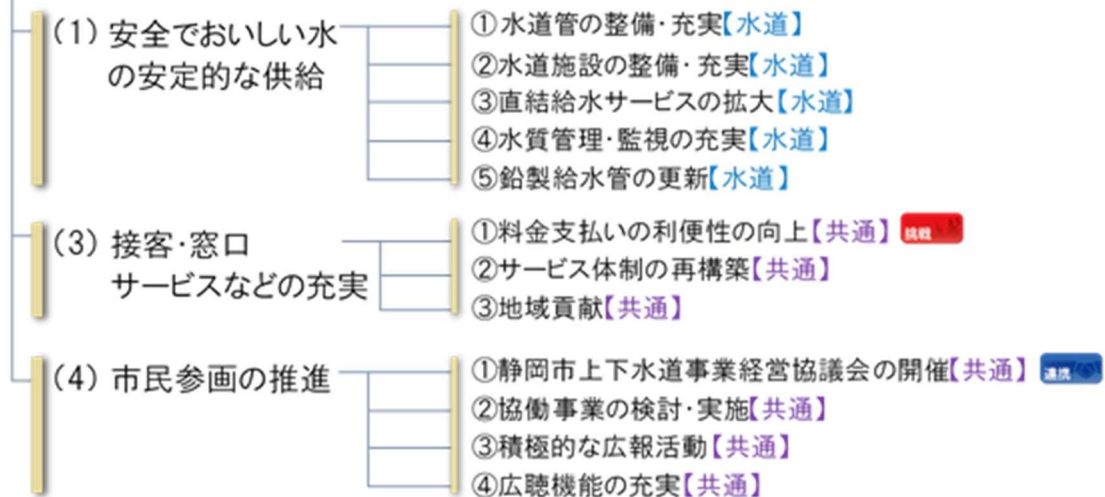 (1) 安全でおいしい水
の安定的な供給
①水道管の整備・充実【水道】
②水道施設の整備・充実【水道】
③直結給水サービスの拡大【水道】
④水質管理・監視の充実【水道】
⑤鉛製給水管の更新【水道】
(3) 接客・窓口
サービスなどの充実
①料金支払いの利便性の向上【共通】 挑戦
②サービス体制の再構築【共通】
③地域貢献【共通】
(4) 市民参画の推進
①静岡市上下水道事業経営協議会の開催【共通】 連携
②協働事業の検討・実施【共通】
③積極的な広報活動【共通】
④広聴機能の充実【共通】